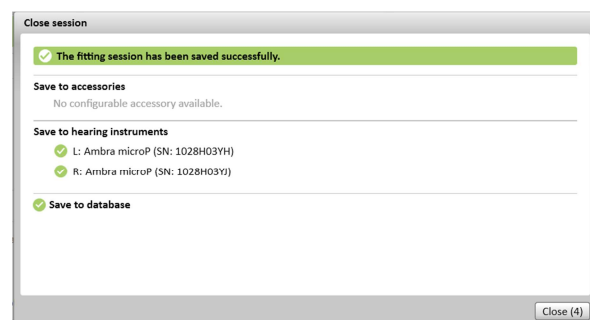 Close session
The fitting session has been saved successfully.
Save to accessories
No configurable accessory available.
Save to hearing instruments
L: Ambra microP (SN: 1028H03YH)
R: Ambra microP (SN: 1028H03YJ)
Save to database
Close (4)